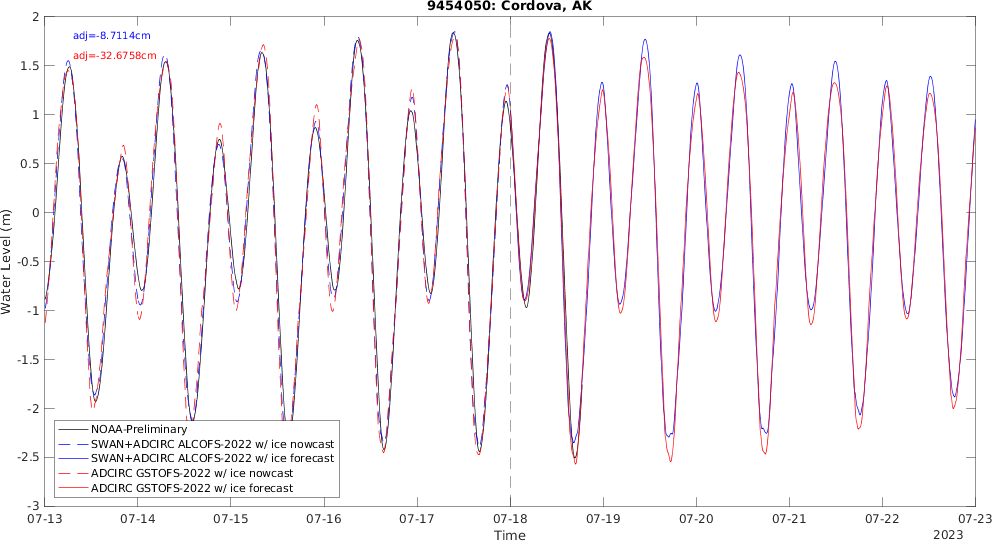 9454050: Cordova, AK
adj=-8.7114cm
adj=-32.6758cm
2
1.5
1
0.5
0
-0.5
-1
-1.5
-2
-2.5
-3
Water Level (m)
NOAA-Preliminary
SWAN+ADCIRC ALCOFS-2022 w/ ice nowcast
SWAN+ADCIRC ALCOFS-2022 w/ ice forecast
ADCIRC GSTOFS-2022 w/ ice nowcast
ADCIRC GSTOFS-2022 w/ ice forecast
07-13 07-14 07-15 07-16 07-17 07-18 07-19 07-20 07-21 07-22 07-23
Time
2023